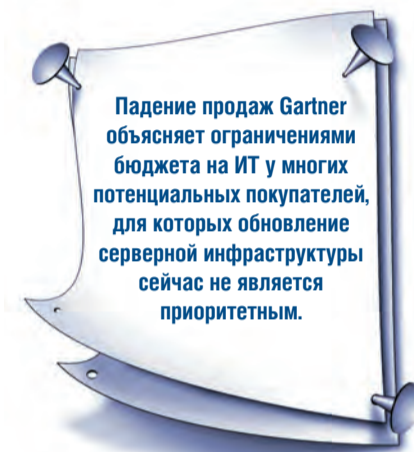 Падение продаж Gartner
объясняет ограничениями
бюджета на ИТ у многих
потенциальных покупателей,
для которых обновление
серверной инфраструктуры
сейчас не является
приоритетным.